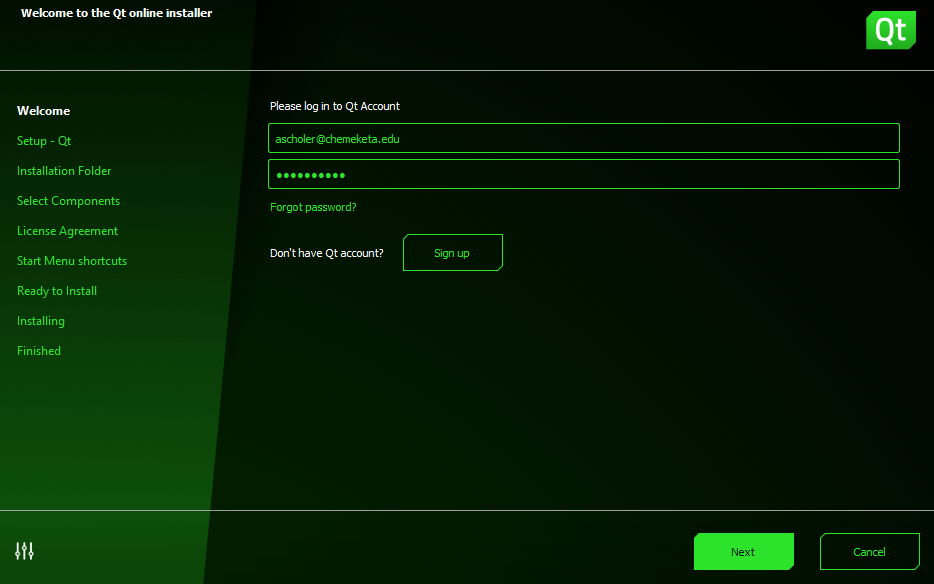 Welcome to the Qt online installer
Qt
Welcome
Setup - Qt
Installation Folder
Select Components
License Agreement
Start Menu shortcuts
Ready to Install
Installing
Finished
Please log in to Qt Account
ascholer@chemeketa.edu
●●●●●●●●●●
Forgot password?
Don't have Qt account?
Sign up
Next
Cancel